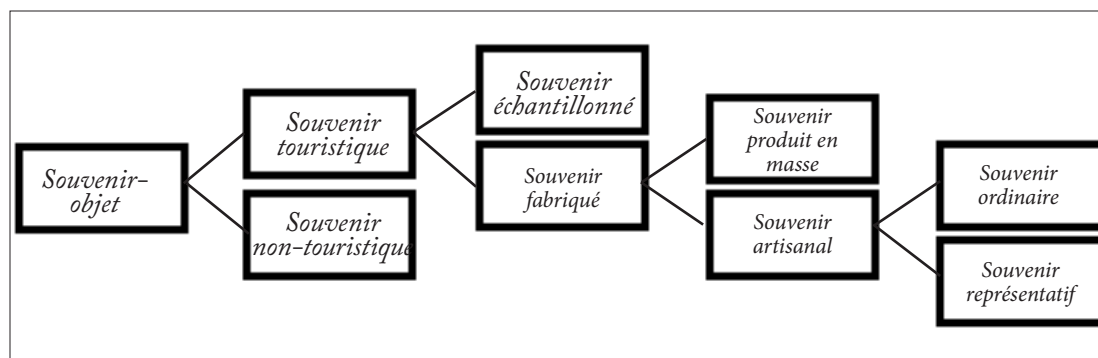 Souvenir-
objet
Souvenir
touristique
Souvenir
non-touristique
Souvenir
échantillonné
Souvenir
fabriqué
Souvenir
produit en
masse
Souvenir
artisanal
Souvenir
ordinaire
Souvenir
représentatif